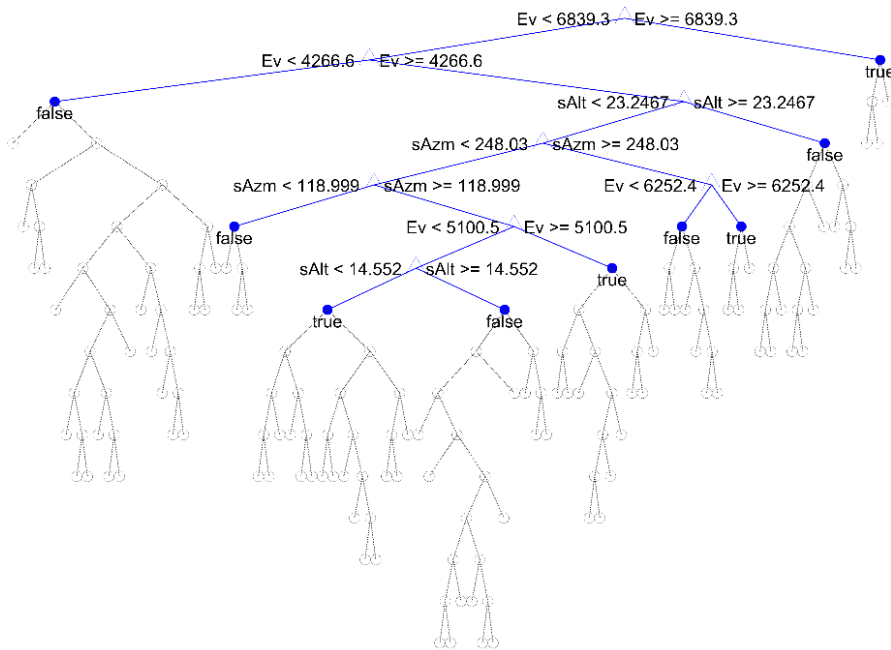 Ev < 6839.3 Ev >= 6839.3
Ev < 4266.6 Ev >= 4266.6
true
false
sAlt < 23.2467 sAlt >= 23.2467
sAzm < 248.03 sAzm >= 248.03
false
sAzm < 118.999 sAzm >= 118.999
Ev < 6252.4 Ev >= 6252.4
false
Ev < 5100.5 Ev >= 5100.5
false
true
sAlt < 14.552 sAlt >= 14.552
true
true
false